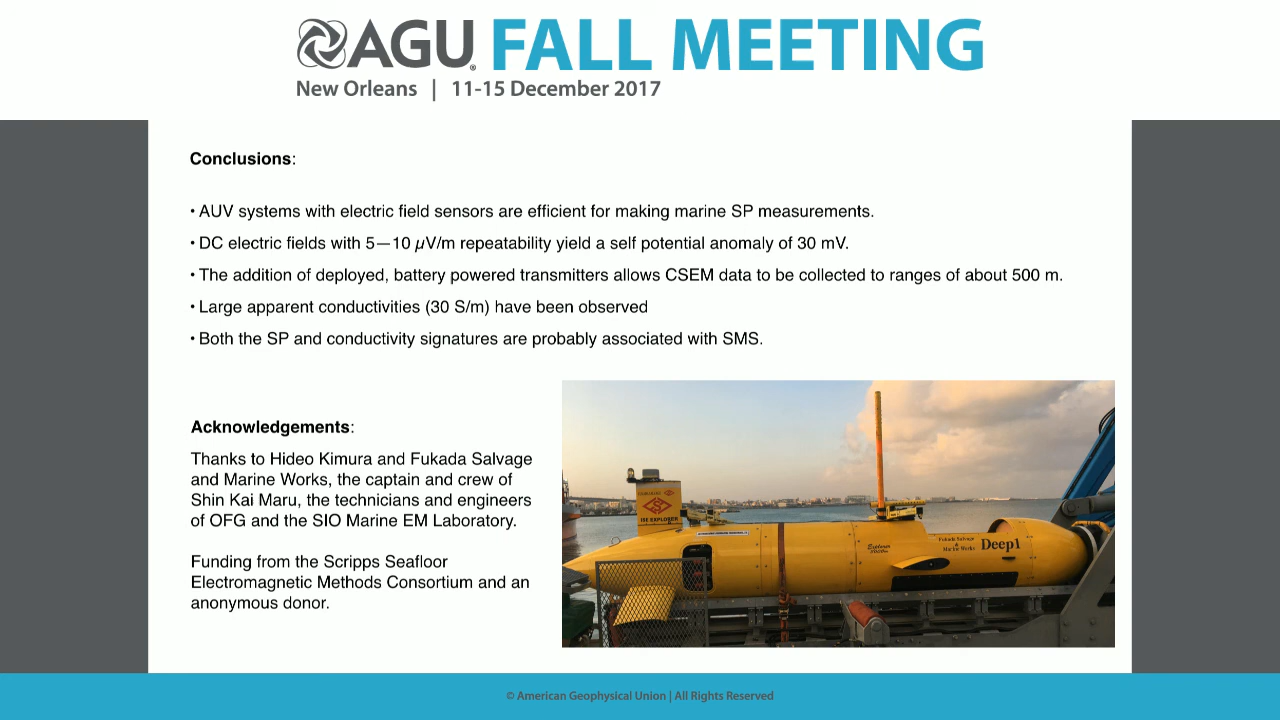 AGU FALL MEETING
New Orleans | 11-15 December 2017
Conclusions:
• AUV systems with electric field sensors are efficient for making marine SP measurements.
• DC electric fields with 5—10 µV/m repeatability yield a self potential anomaly of 30 mV.
• The addition of deployed, battery powered transmitters allows CSEM data to be collected to ranges of about 500 m.
• Large apparent conductivities (30 S/m) have been observed
• Both the SP and conductivity signatures are probably associated with SMS.
Acknowledgements:
Thanks to Hideo Kimura and Fukada Salvage
and Marine Works, the captain and crew of
Shin Kai Maru, the technicians and engineers
of OFG and the SIO Marine EM Laboratory.
Funding from the Scripps Seafloor
Electromagnetic Methods Consortium and an
anonymous donor.
ISE EXPLORER
Explorer
Fukada Salvage
&
Marine Works
Deep1
© American Geophysical Union | All Rights Reserved